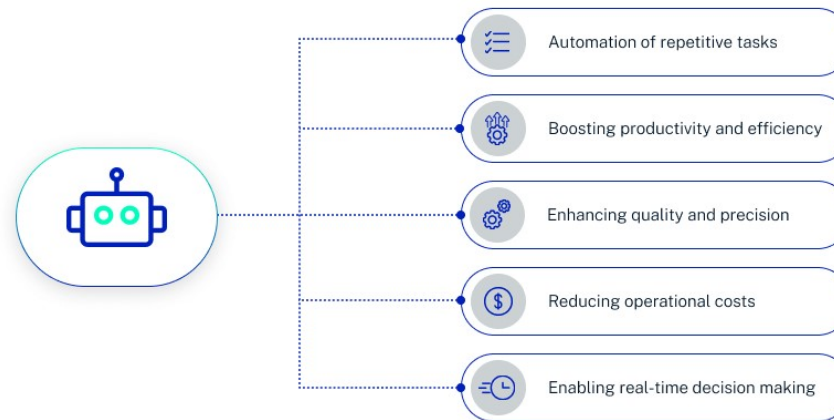 Automation of repetitive tasks
Boosting productivity and efficiency
Enhancing quality and precision
Reducing operational costs
Enabling real-time decision making